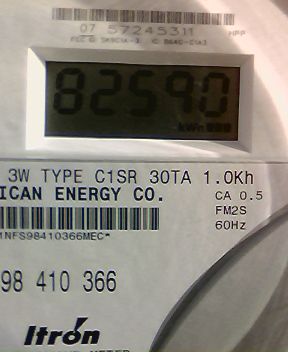 07 57245311
82590
kWh
3W TYPE C1SR 30TA 1.0Kh
ICAN ENERGY CO.
CA 0.5
FM2S
60Hz
1NFS98410366MEC*
98 410 366
Itron